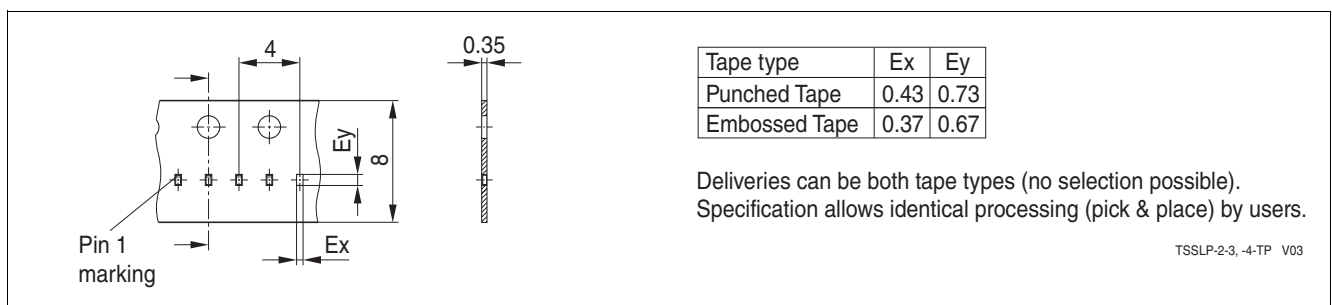 4
0.35
Ey
8
Ex
Pin 1
marking
Tape type Ex Ey
Punched Tape 0.43 0.73
Embossed Tape 0.37 0.67
Deliveries can be both tape types (no selection possible).
Specification allows identical processing (pick & place) by users.
TSSLP-2-3, -4-TP V03